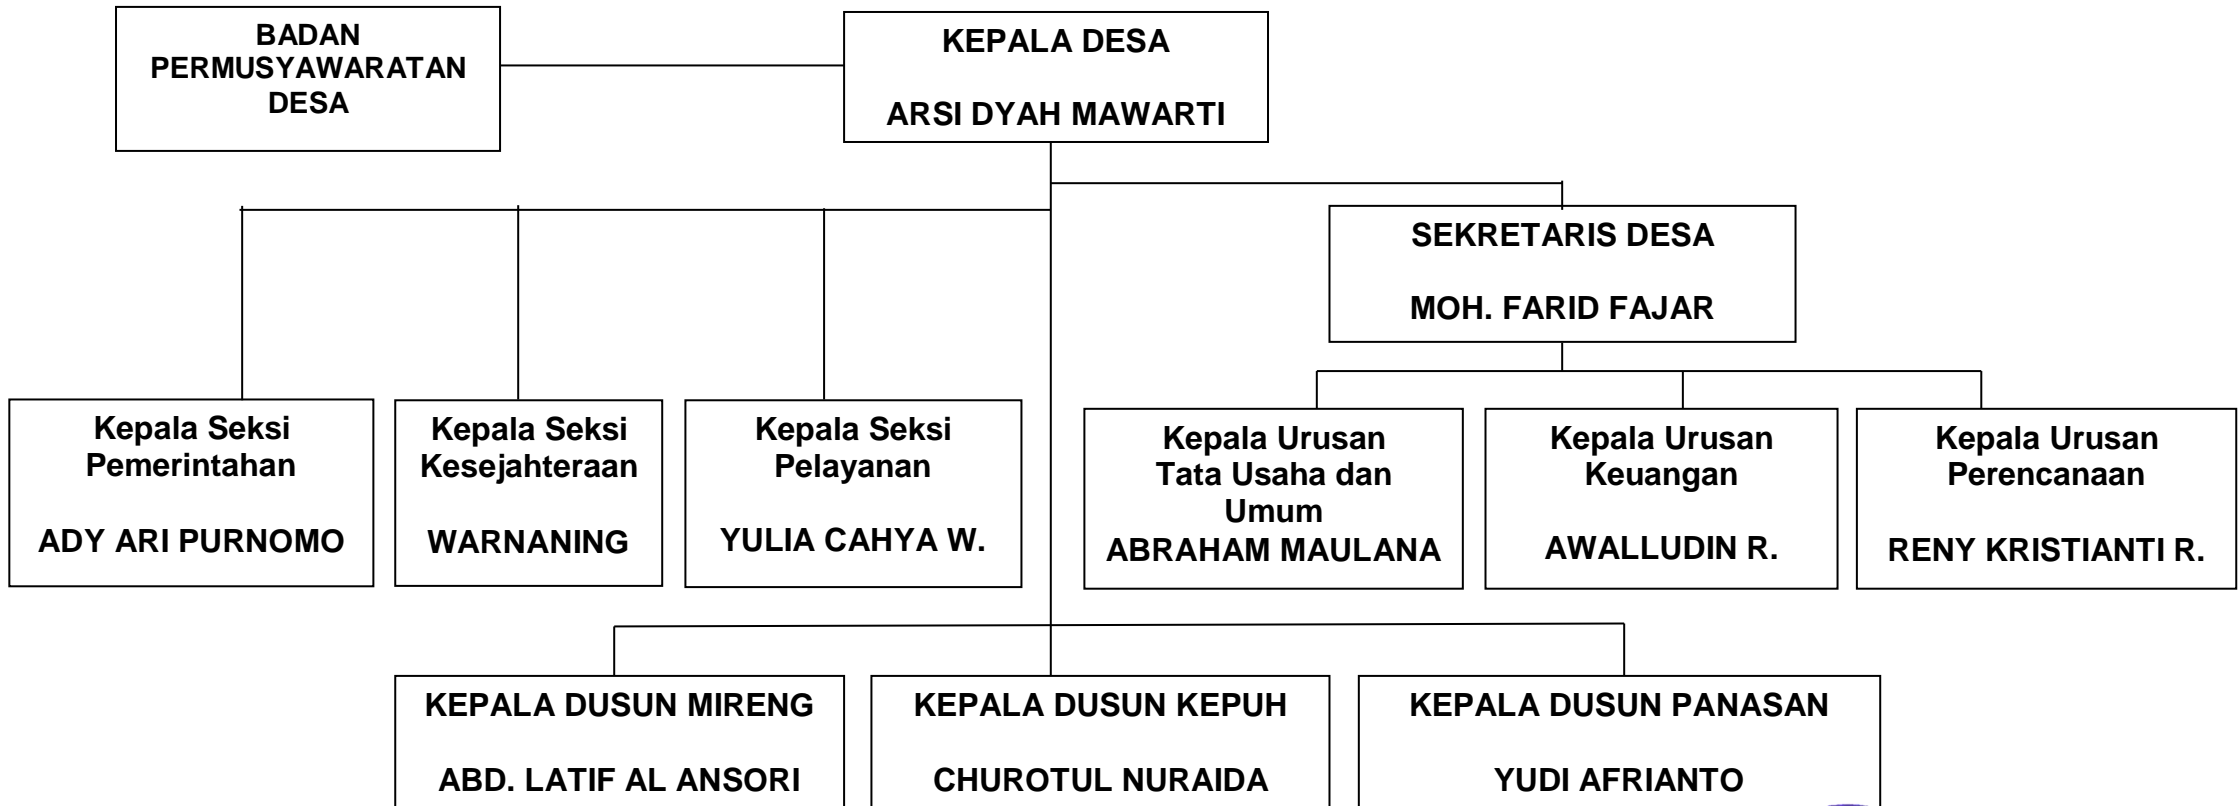 BADAN
PERMUSYAWARATAN
DESA
KEPALA DESA
ARSI DYAH MAWARTI
SEKRETARIS DESA
MOH. FARID FAJAR
Kepala Seksi
Pemerintahan
ADY ARI PURNOMO
Kepala Seksi
Kesejahteraan
WARNANING
Kepala Seksi
Pelayanan
YULIA CAHYA W.
Kepala Urusan
Tata Usaha dan
Umum
ABRAHAM MAULANA
Kepala Urusan
Keuangan
AWALLUDIN R.
Kepala Urusan
Perencanaan
RENY KRISTIANTI R.
KEPALA DUSUN MIRENG
ABD. LATIF AL ANSORI
KEPALA DUSUN KEPUH
CHUROTUL NURAIDA
KEPALA DUSUN PANASAN
YUDI AFRIANTO